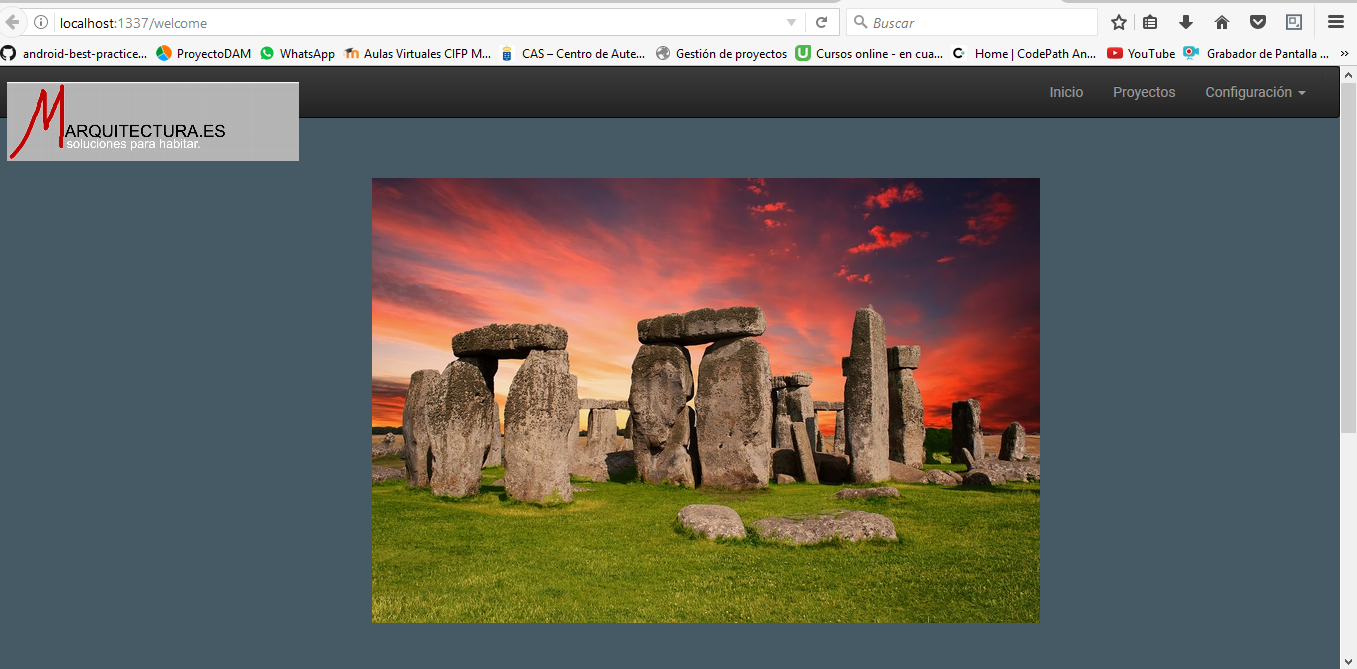 localhost:1337/welcome
Buscar
android-best-practice... ProyectoDAM WhatsApp Aulas Virtuales CIFP M... CAS – Centro de Aute... Gestión de proyectos Cursos online - en cua... Home | CodePath An... YouTube Grabador de Pantalla ... »
Inicio Proyectos Configuración
MARQUITECTURA.ES
soluciones para habitar.